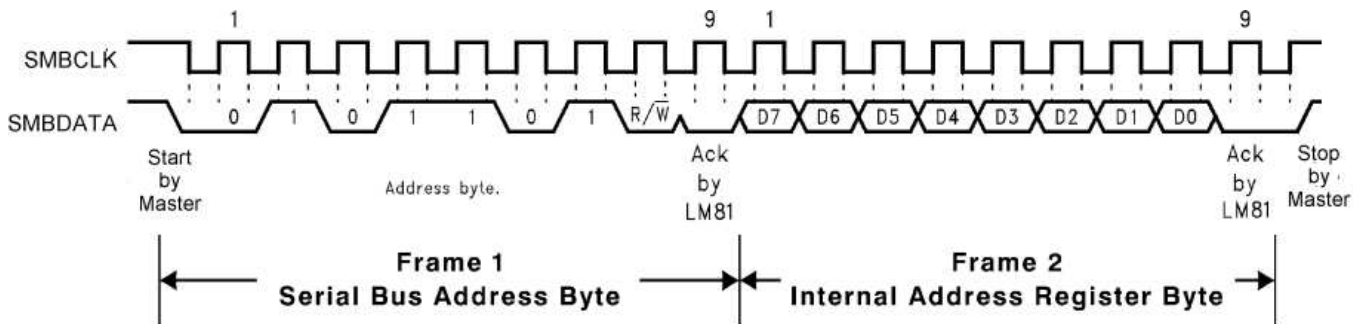 1 9 1 9
SMBCLK
SMBDATA 0 1 0 1 1 0 1 R/W̅ D7 D6 D5 D4 D3 D2 D1 D0
Start by Master
Address byte.
Ack by LM81
Ack by LM81
Stop by Master
Frame 1
Serial Bus Address Byte
Frame 2
Internal Address Register Byte